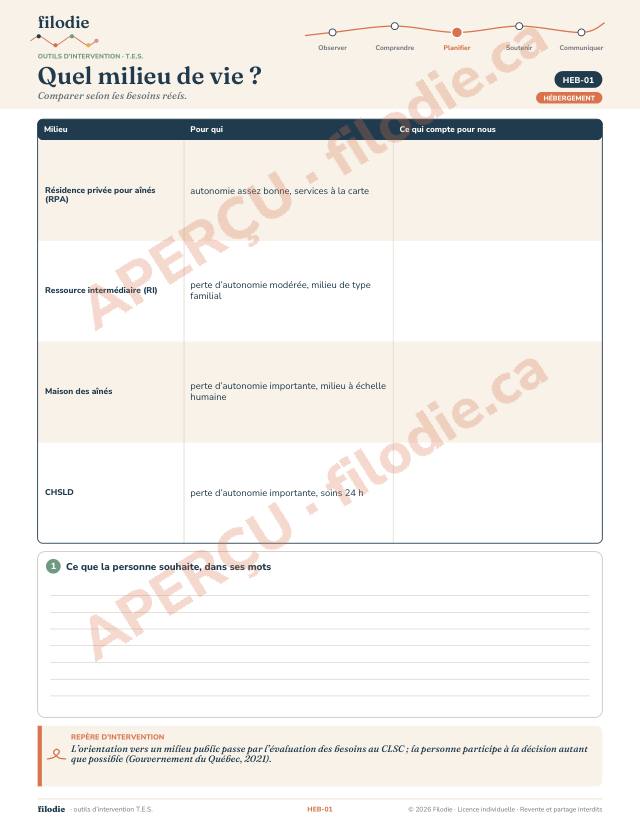 filodie
OUTILS D'INTERVENTION · T.E.S.
Quel milieu de vie ?
Comparer selon les besoins réels.
Observer
Comprendre
Planifier
Soutenir
Communiquer
HEB-01
HÉBERGEMENT
Milieu
Pour qui
Ce qui compte pour nous
Résidence privée pour aînés
(RPA)
autonomie assez bonne, services à la carte
Ressource intermédiaire (RI)
perte d'autonomie modérée, milieu de type
familial
Maison des aînés
perte d'autonomie importante, milieu à échelle
humaine
CHSLD
perte d'autonomie importante, soins 24 h
APERÇU · filodie.ca
APERÇU · filodie.ca
1 Ce que la personne souhaite, dans ses mots
REPÈRE D'INTERVENTION
L'orientation vers un milieu public passe par l'évaluation des besoins au CLSC ; la personne participe à la décision autant
que possible (Gouvernement du Québec, 2021).
filodie · outils d'intervention T.E.S.
HEB-01
© 2026 Filodie · Licence individuelle · Revente et partage interdits